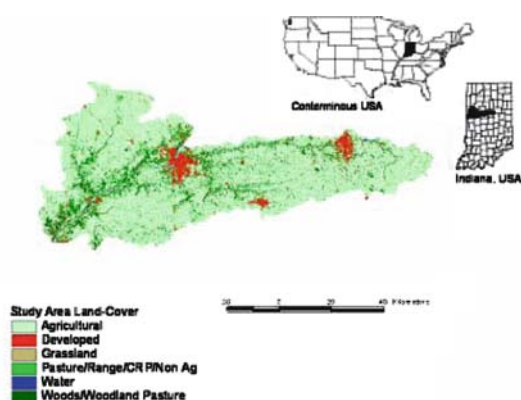 Conterminous USA
Indiana, USA
Study Area Land-Cover
Agricultural
Developed
Grassland
Pasture/Range/CRP/Non Ag
Water
Woods/Woodland Pasture